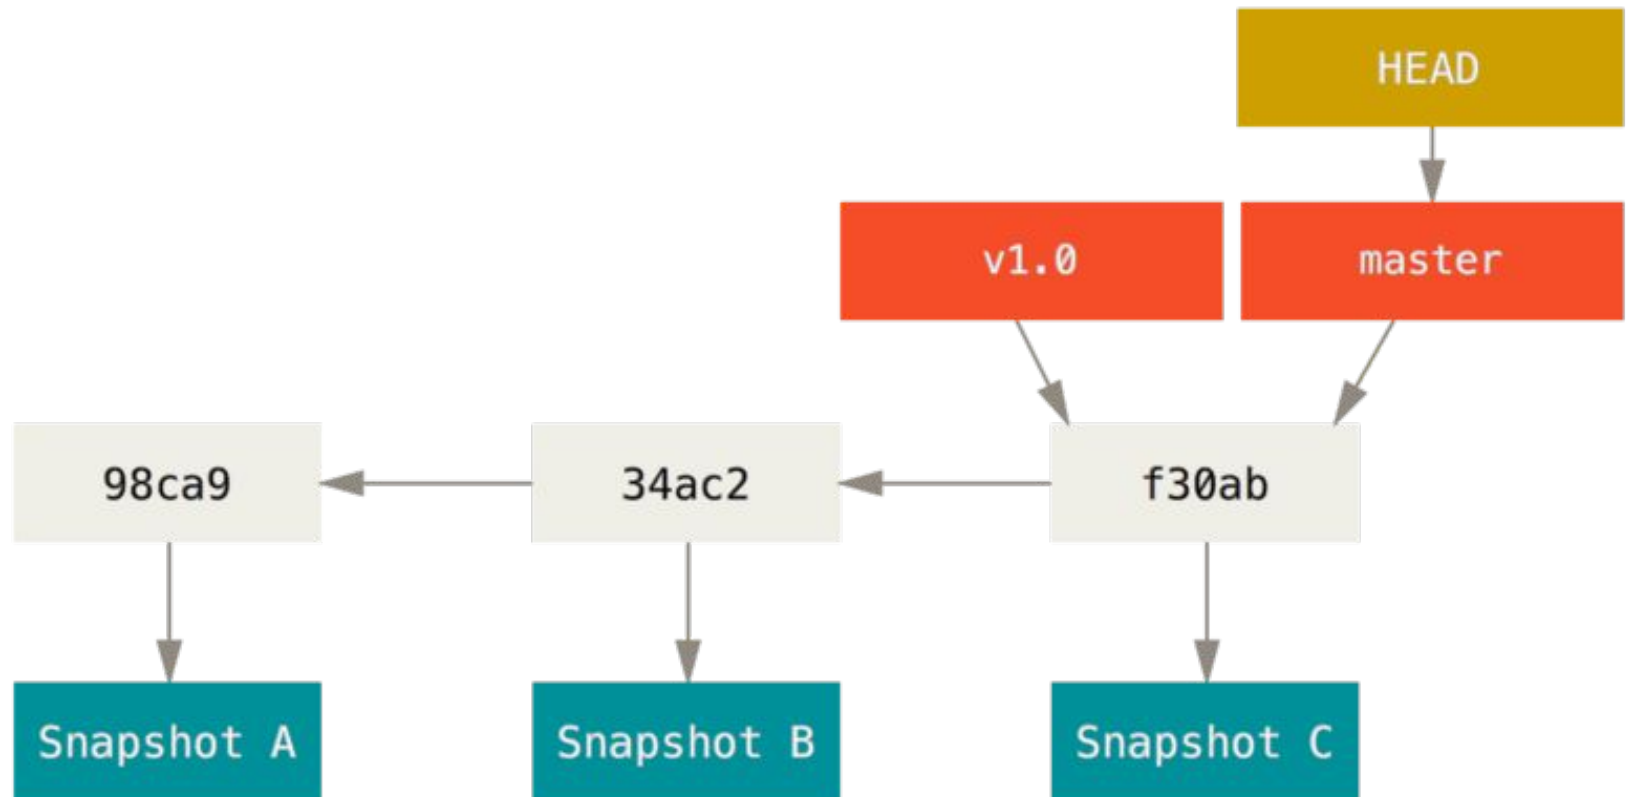 HEAD
v1.0
master
98ca9
34ac2
f30ab
Snapshot A
Snapshot B
Snapshot C